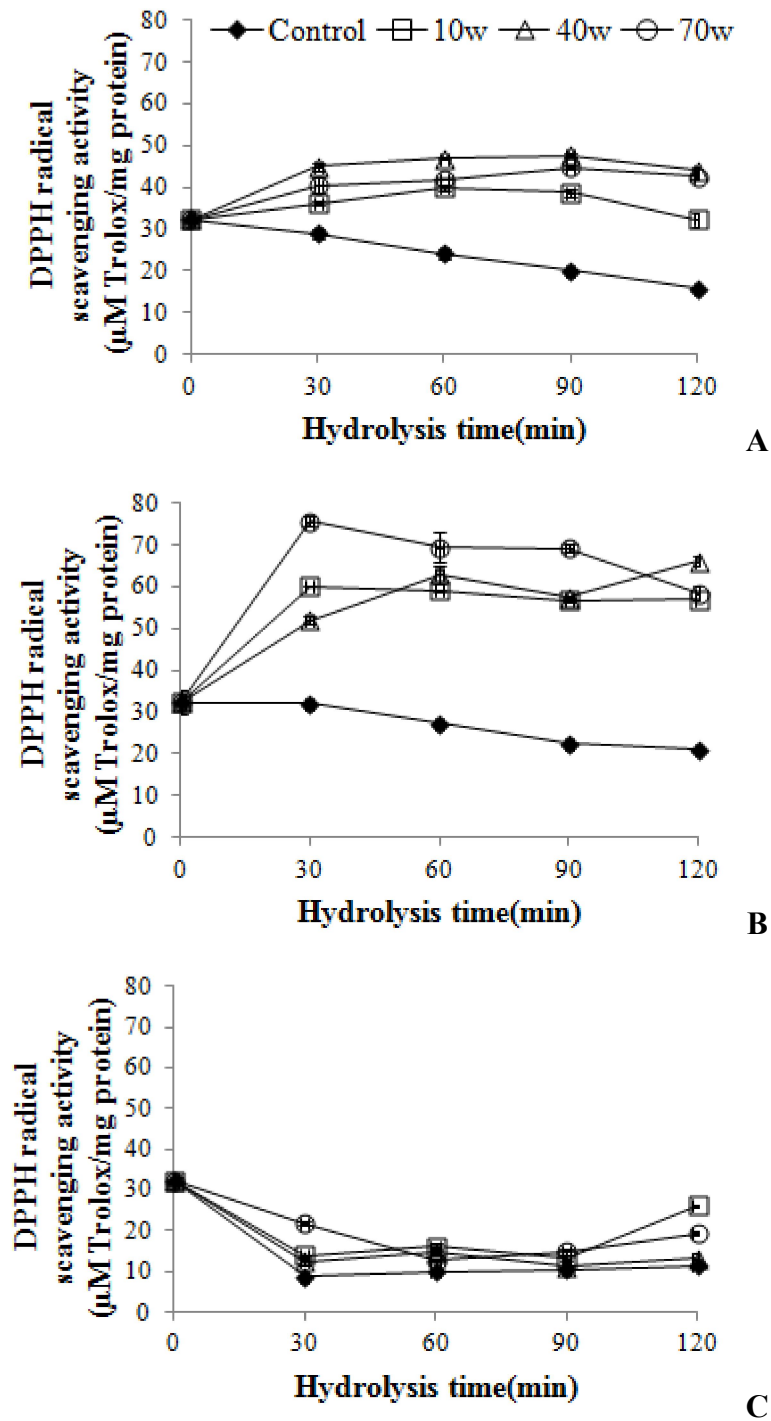 Control 10w 40w 70w
DPPH radical
scavenging activity
(µM Trolox/mg protein)
80
70
60
50
40
30
20
10
0
0 30 60 90 120
Hydrolysis time(min)
A
DPPH radical
scavenging activity
(µM Trolox/mg protein)
80
70
60
50
40
30
20
10
0
0 30 60 90 120
Hydrolysis time(min)
B
DPPH radical
scavenging activity
(µM Trolox/mg protein)
80
70
60
50
40
30
20
10
0
0 30 60 90 120
Hydrolysis time(min)
C